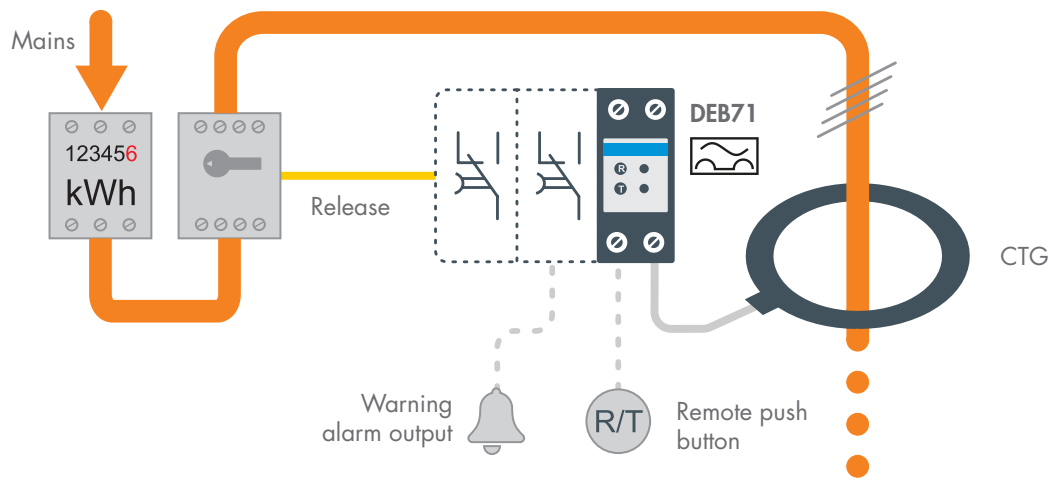 Mains
123456
kWh
Release
DEB71
R
T
CTG
Warning
alarm output
R/T
Remote push
button